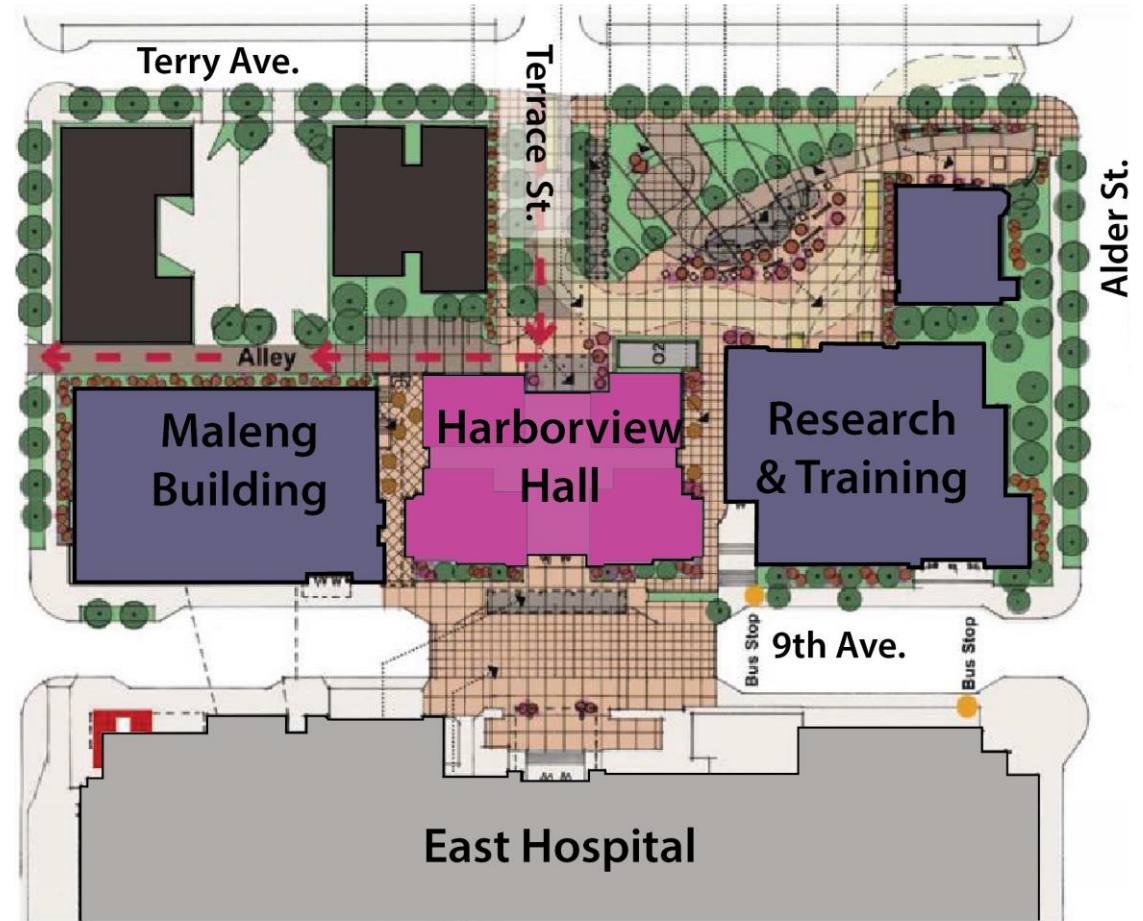 Terry Ave.
Terrace St.
Alder St.
Alley
O2
Maleng
Building
Harborview
Hall
Research
& Training
9th Ave.
Bus Stop
Bus Stop
East Hospital